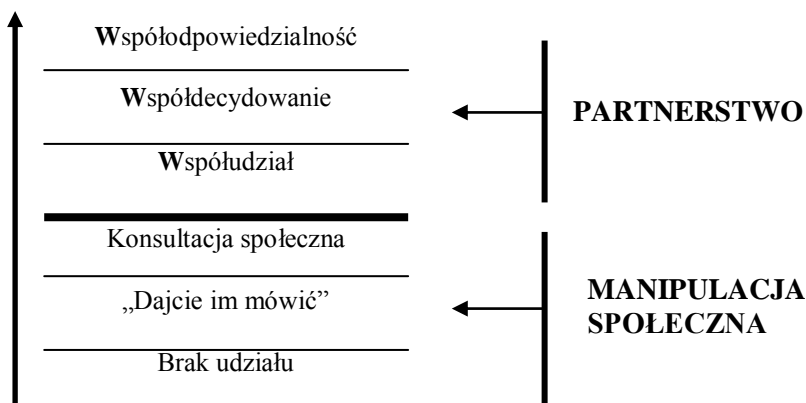 Współodpowiedzialność
Współdecydowanie
Współudział
PARTNERSTWO
Konsultacja społeczna
„Dajcie im mówić”
Brak udziału
MANIPULACJA
SPOŁECZNA